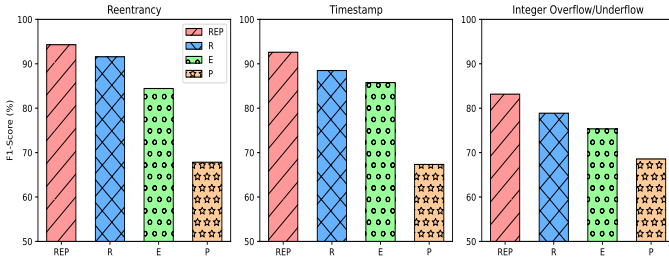 Reentrancy
100
90
80
70
60
50
F1-Score (%)
REP
R
E
P
REP
R
E
P
Timestamp
100
90
80
70
60
50
REP
R
E
P
Integer Overflow/Underflow
100
90
80
70
60
50
REP
R
E
P